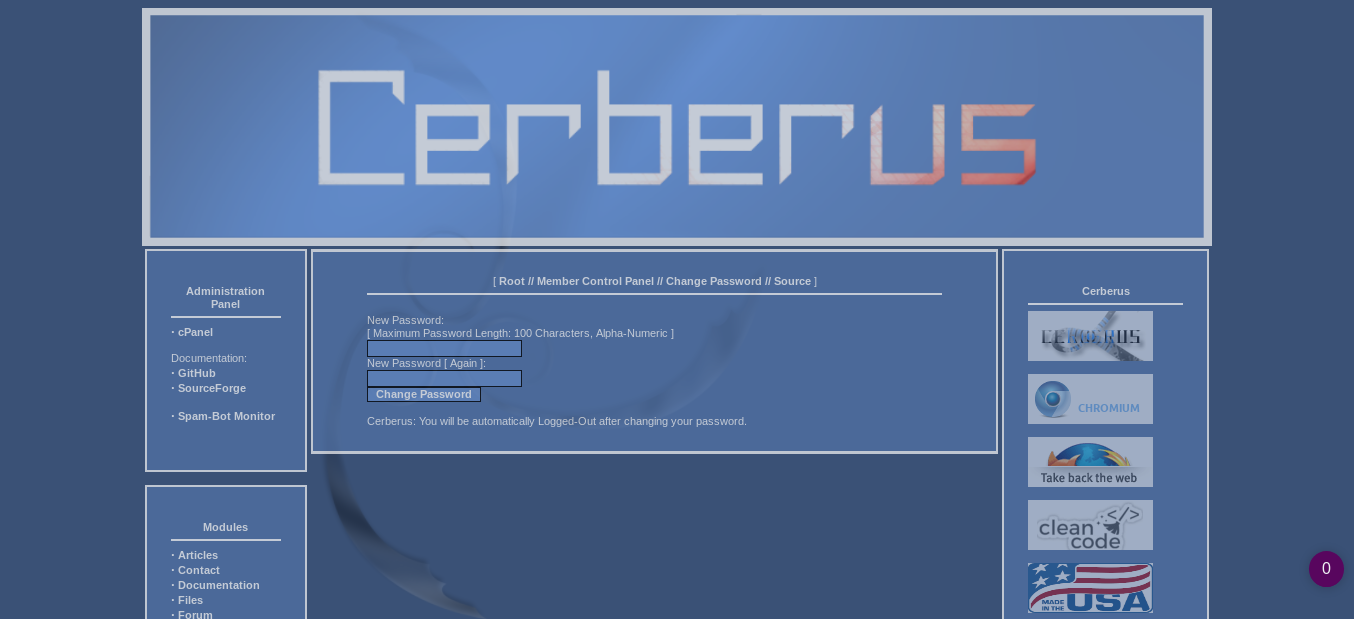 Cerberus
Administration
Panel
· cPanel
Documentation:
· GitHub
· SourceForge
· Spam-Bot Monitor
Modules
· Articles
· Contact
· Documentation
· Files
· Forum
[ Root // Member Control Panel // Change Password // Source ]
New Password:
[ Maximum Password Length: 100 Characters, Alpha-Numeric ]
New Password [ Again ]:
Change Password
Cerberus: You will be automatically Logged-Out after changing your password.
Cerberus
CERBERUS
CHROMIUM
Take back the web
clean </>
code
MADE
IN THE
USA
0